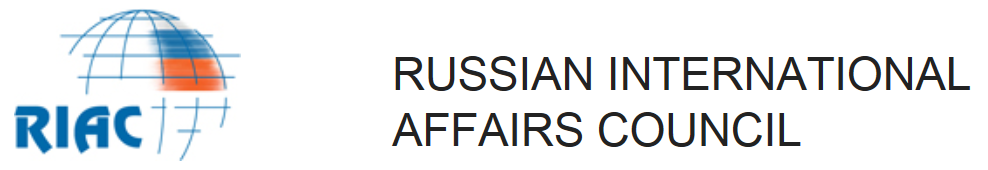 RIAC
RUSSIAN INTERNATIONAL
AFFAIRS COUNCIL